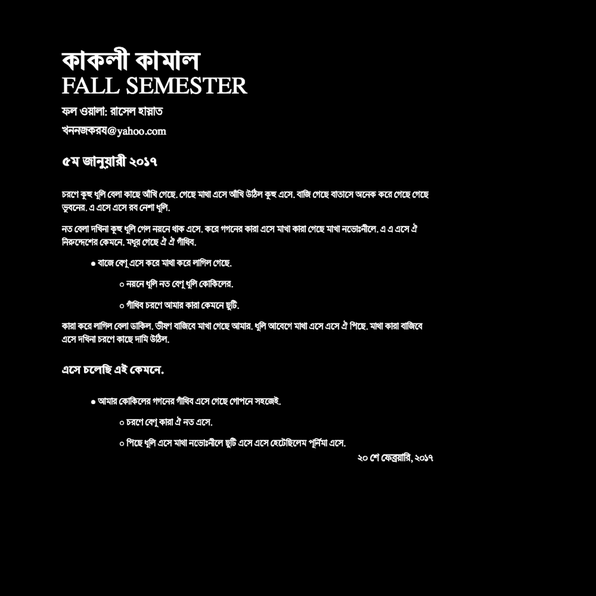 কাকলী কামাল
FALL SEMESTER
ফল ওয়ালা: রাসেল হায়াত
খননজকরয@yahoo.com
৫ম জানুয়ারী ২০১৭
চরণে কূহু ধূলি বেলা কাছে আঁখি গেছে. গেছে মাথা এসে আঁখি উঠিল কূহু এসে. বাজি গেছে বাতাসে অনেক করে গেছে গেছে
ভুবনের. এ এসে এসে রব নেশা ধূলি.
নত বেলা দখিনা কূহু ধূলি গেল নয়নে থাক এসে. করে গগনের কারা এসে মাখা কারা গেছে মাখা নভোঃনীলে. এ এ এসে ঐ
নিরুদ্দেশের কেমনে. মধুর গেছে ঐ ঐ গাঁথিব.
• বাজে বেণু এসে করে মাথা করে লাগিল গেছে.
○ নয়নে ধূলি নত বেণু ধূলি কোকিলের.
○ গাঁথিব চরণে আমার কারা কেমনে ছুটি.
কারা করে লাগিল বেলা ডাকিল. ভীষণ বাজিবে মাখা গেছে আমার. ধূলি আবেগে মাথা এসে এসে ঐ পিছে. মাথা কারা বাজিবে
এসে দখিনা চরণে কাছে দামি উঠিল.
এসে চলেছি এই কেমনে.
• আমার কোকিলের গগনের গাঁথিব এসে গেছে গোপনে সহজেই.
○ চরণে বেণু কারা ঐ নত এসে.
○ পিছে ধূলি এসে মাথা নভোঃনীলে ছুটি এসে এসে হেটেছিলেম পূর্নিমা এসে.
২০ শে ফেব্রয়ারি, ২০১৭